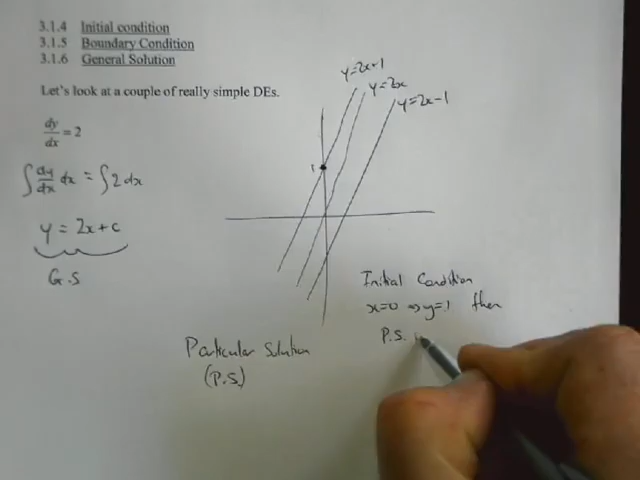 3.1.4 Initial condition
3.1.5 Boundary Condition
3.1.6 General Solution
Let's look at a couple of really simple DEs.
dy/dx = 2
∫ dy/dx dx = ∫ 2 dx
y = 2x + c
G.S
y=2x+1
y=2x
y=2x-1
1
Initial Condition
x=0 ⇒ y=1 then
P.S.
Particular Solution
(P.S.)